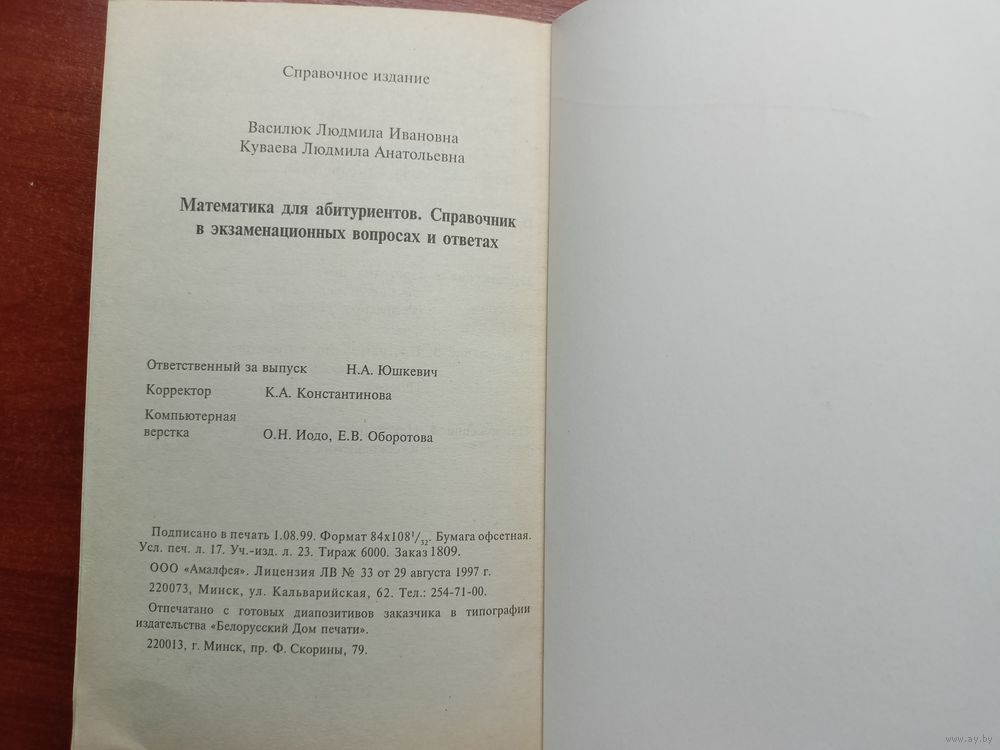 Справочное издание
Василюк Людмила Ивановна
Куваева Людмила Анатольевна
Математика для абитуриентов. Справочник
в экзаменационных вопросах и ответах
Ответственный за выпуск Н.А. Юшкевич
Корректор К.А. Константинова
Компьютерная
верстка О.Н. Иодо, Е.В. Оборотова
Подписано в печать 1.08.99. Формат 84x108¹/₃₂. Бумага офсетная.
Усл. печ. л. 17. Уч.-изд. л. 23. Тираж 6000. Заказ 1809.
ООО «Амалфея». Лицензия ЛВ № 33 от 29 августа 1997 г.
220073, Минск, ул. Кальварийская, 62. Тел.: 254-71-00.
Отпечатано с готовых диапозитивов заказчика в типографии
издательства «Белорусский Дом печати».
220013, г. Минск, пр. Ф. Скорины, 79.
www.ay.by